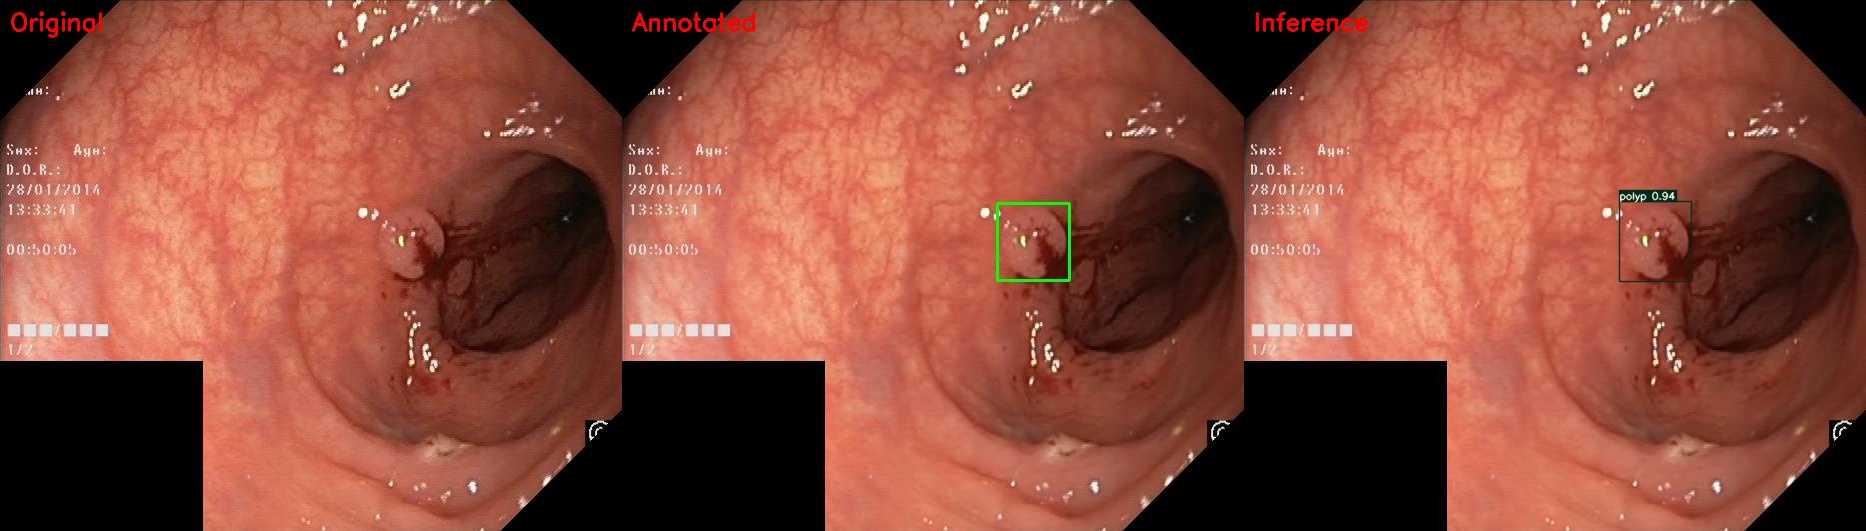 Original
Annotated
Inference
Sex: Age:
D.O.R.:
28/01/2014
13:33:41
00:50:05
1/2
Sex: Age:
D.O.R.:
28/01/2014
13:33:41
00:50:05
1/2
polyp 0.94
Sex: Age:
D.O.R.:
28/01/2014
13:33:41
00:50:05
1/2